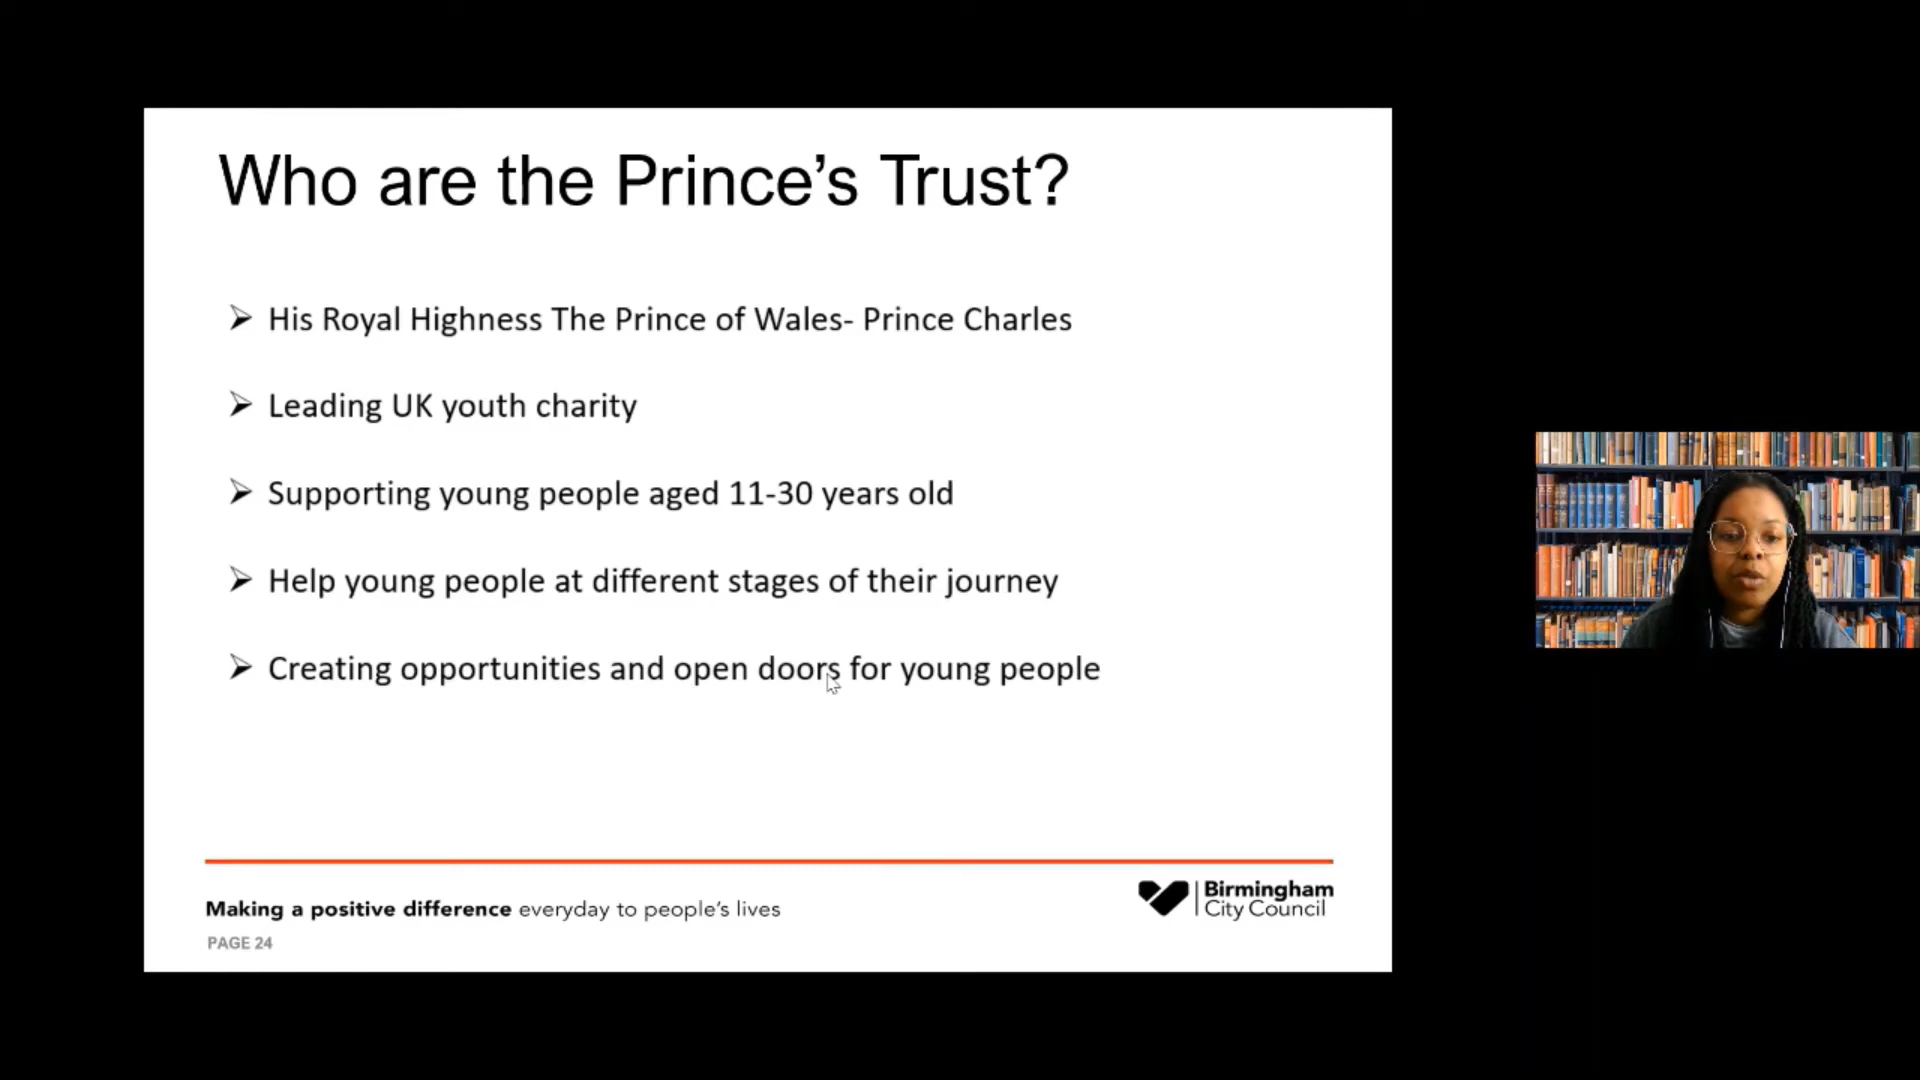 Who are the Prince’s Trust?
His Royal Highness The Prince of Wales- Prince Charles
Leading UK youth charity
Supporting young people aged 11-30 years old
Help young people at different stages of their journey
Creating opportunities and open doors for young people
Making a positive difference everyday to people’s lives
PAGE 24
Birmingham
City Council